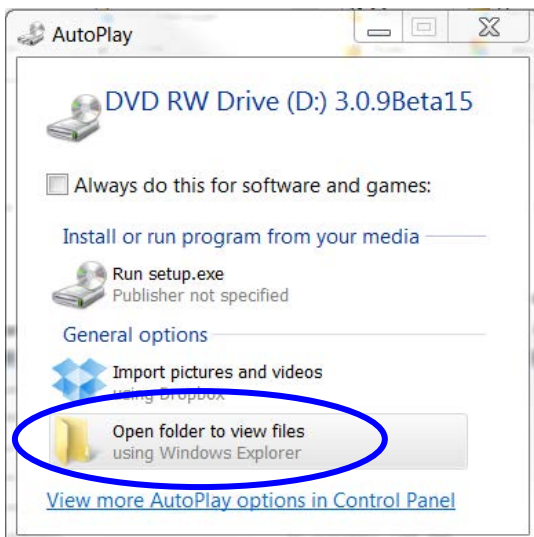 AutoPlay
DVD RW Drive (D:) 3.0.9Beta15
Always do this for software and games:
Install or run program from your media
Run setup.exe
Publisher not specified
General options
Import pictures and videos
using Dropbox
Open folder to view files
using Windows Explorer
View more AutoPlay options in Control Panel